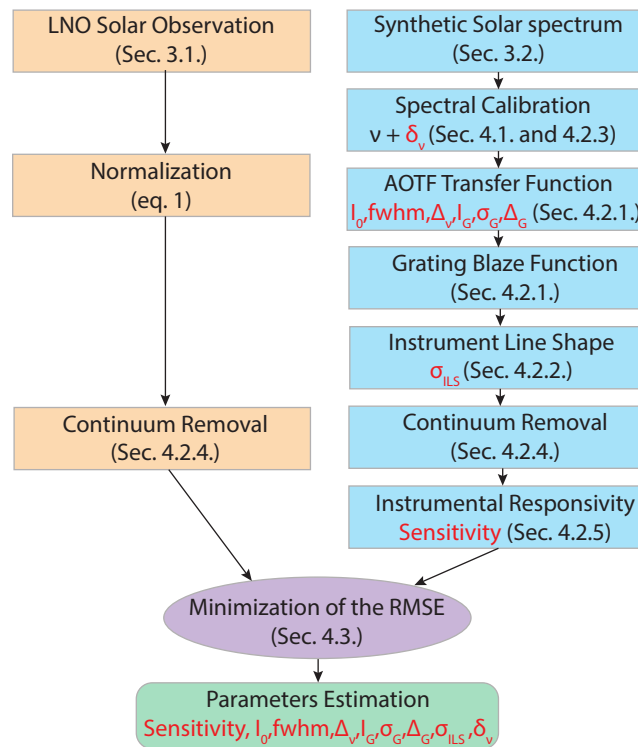 LNO Solar Observation
(Sec. 3.1.)
Normalization
(eq. 1)
Continuum Removal
(Sec. 4.2.4.)
Synthetic Solar spectrum
(Sec. 3.2.)
Spectral Calibration
ν + δν (Sec. 4.1. and 4.2.3)
AOTF Transfer Function
I0,fwhm,Δν,IG,σG,ΔG (Sec. 4.2.1.)
Grating Blaze Function
(Sec. 4.2.1.)
Instrument Line Shape
σILS (Sec. 4.2.2.)
Continuum Removal
(Sec. 4.2.4.)
Instrumental Responsivity
Sensitivity (Sec. 4.2.5)
Minimization of the RMSE
(Sec. 4.3.)
Parameters Estimation
Sensitivity, I0,fwhm,Δν,IG,σG,ΔG,σILS,δν